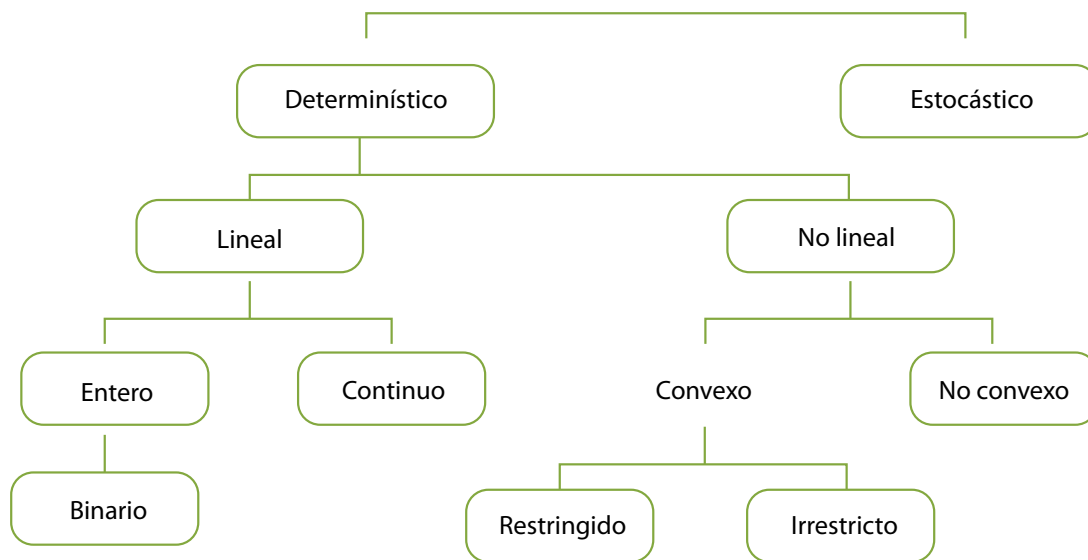 Determinístico
Estocástico
Lineal
No lineal
Entero
Continuo
Convexo
No convexo
Binario
Restringido
Irrestricto